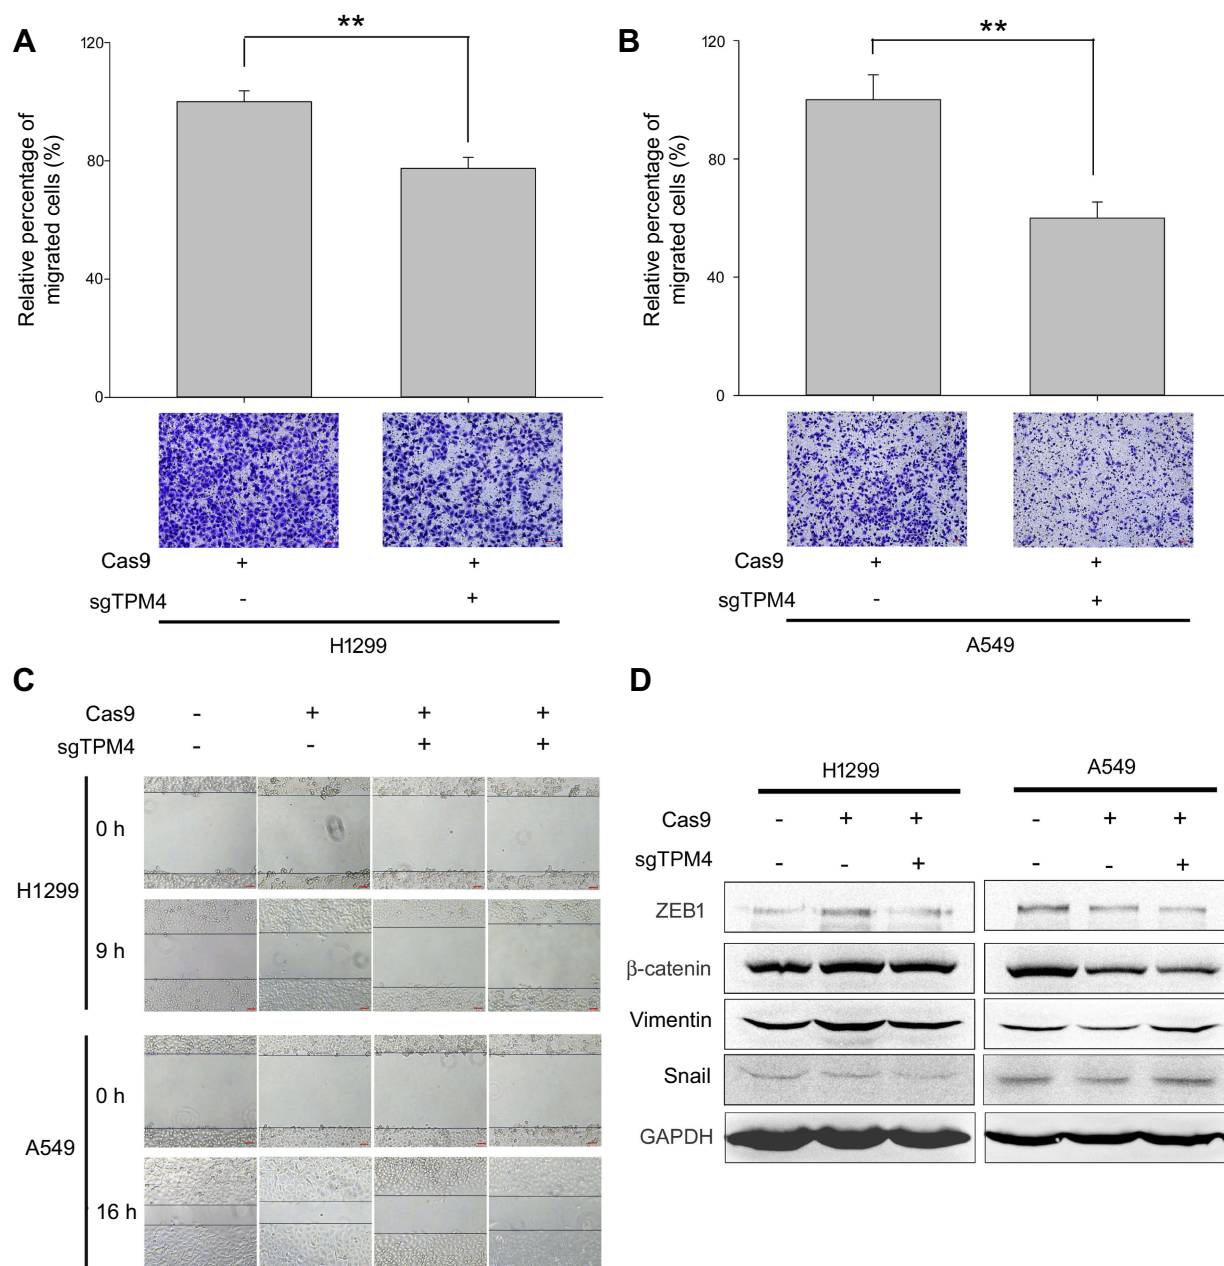 A
**
120
80
40
0
Relative percentage of
migrated cells (%)
Cas9 + +
sgTPM4 - +
H1299
B
**
120
80
40
0
Relative percentage of
migrated cells (%)
Cas9 + +
sgTPM4 - +
A549
C
Cas9 - + + +
sgTPM4 - - + +
H1299
0 h
9 h
A549
0 h
16 h
D
H1299 A549
Cas9 - + + - + +
sgTPM4 - - + - - +
ZEB1
β-catenin
Vimentin
Snail
GAPDH